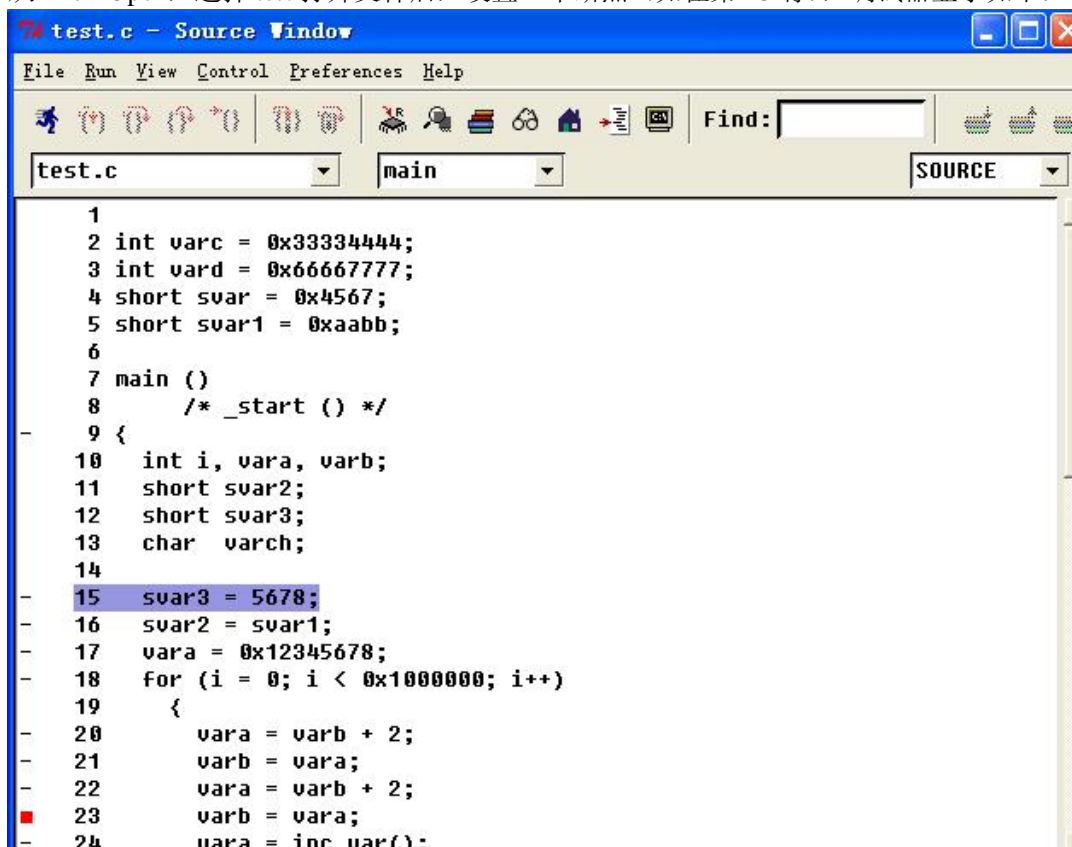 test.c - Source Window
File Run View Control Preferences Help
Find:
test.c main SOURCE
1
2 int varc = 0x33334444;
3 int vard = 0x66667777;
4 short svar = 0x4567;
5 short svar1 = 0xaabb;
6
7 main ()
8 /* _start () */
- 9 {
10 int i, vara, varb;
11 short svar2;
12 short svar3;
13 char varch;
14
- 15 svar3 = 5678;
- 16 svar2 = svar1;
- 17 vara = 0x12345678;
- 18 for (i = 0; i < 0x1000000; i++)
19 {
- 20 vara = varb + 2;
- 21 varb = vara;
- 22 vara = varb + 2;
23 varb = vara;
- 24 vara = inc_var();